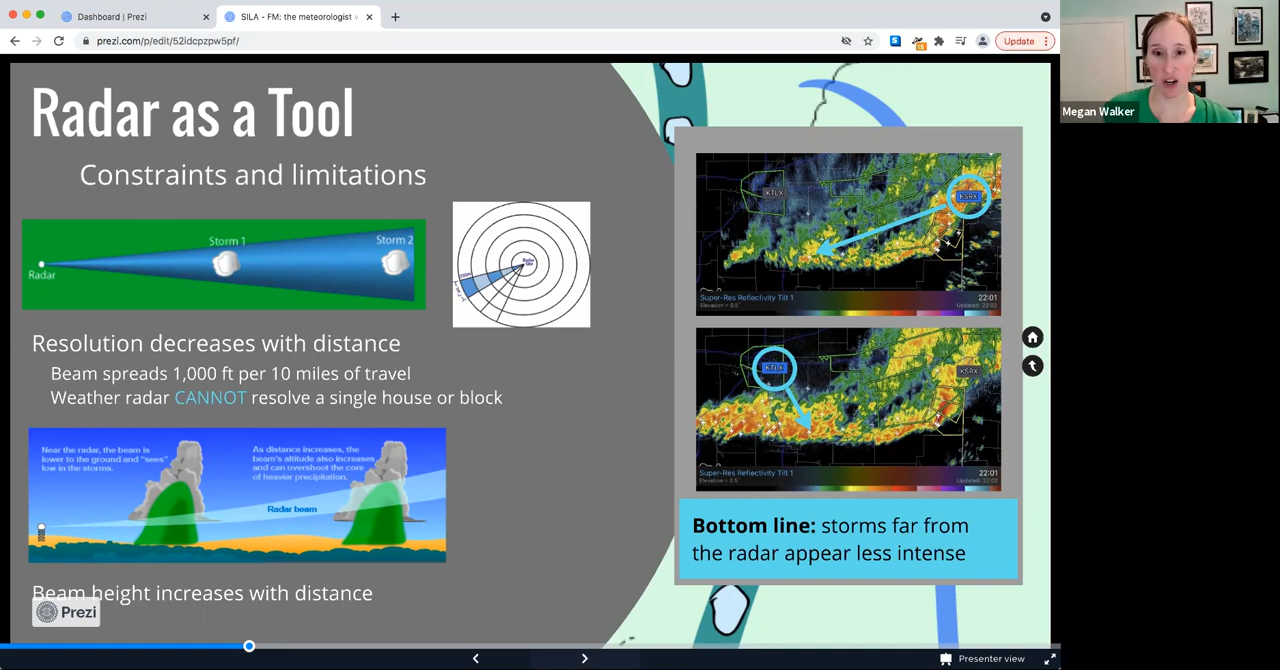 Dashboard | Prezi
SILA - FM: the meteorologist v
prezi.com/p/edit/52idcpzpw5pf/
Update
Megan Walker
Radar as a Tool
Constraints and limitations
Radar
Storm 1
Storm 2
Resolution decreases with distance
Beam spreads 1,000 ft per 10 miles of travel
Weather radar CANNOT resolve a single house or block
Near the radar, the beam is
lower to the ground and "sees"
low in the storms.
As distance increases, the
beam's altitude also increases
and can overshoot the core
of heavier precipitation.
Radar beam
Beam height increases with distance
Prezi
KTLX
KSRX
Super-Res Reflectivity Tilt 1
Elevation = 0.5°
22:01
Updated: 22:02
KTLX
KSRX
Super-Res Reflectivity Tilt 1
Elevation = 0.5°
22:01
Bottom line: storms far from
the radar appear less intense
Presenter view